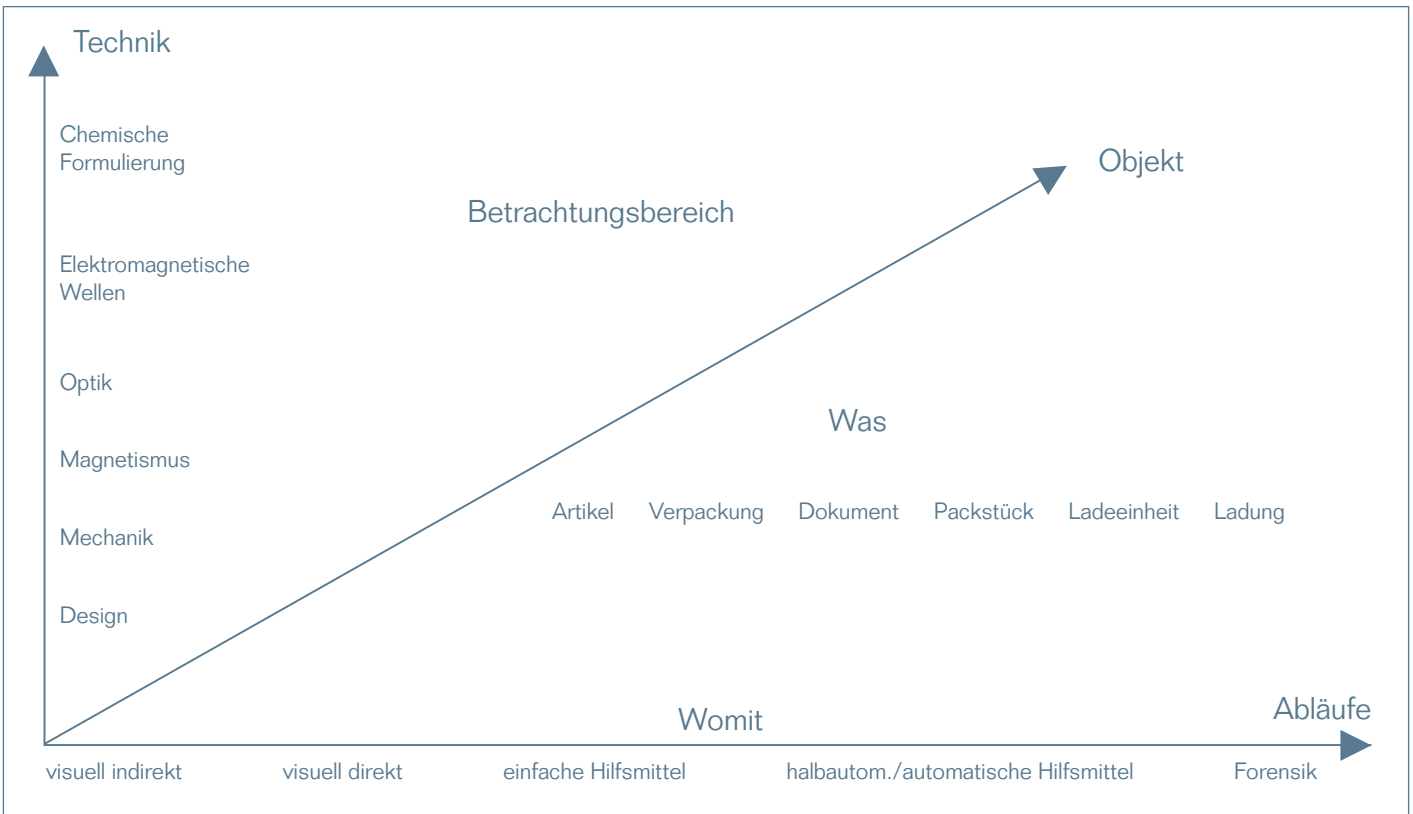 Technik
Chemische
Formulierung
Objekt
Betrachtungsbereich
Elektromagnetische
Wellen
Optik
Was
Magnetismus
Artikel Verpackung Dokument Packstück Ladeeinheit Ladung
Mechanik
Design
Abläufe
Womit
visuell indirekt visuell direkt einfache Hilfsmittel halbautom./automatische Hilfsmittel Forensik